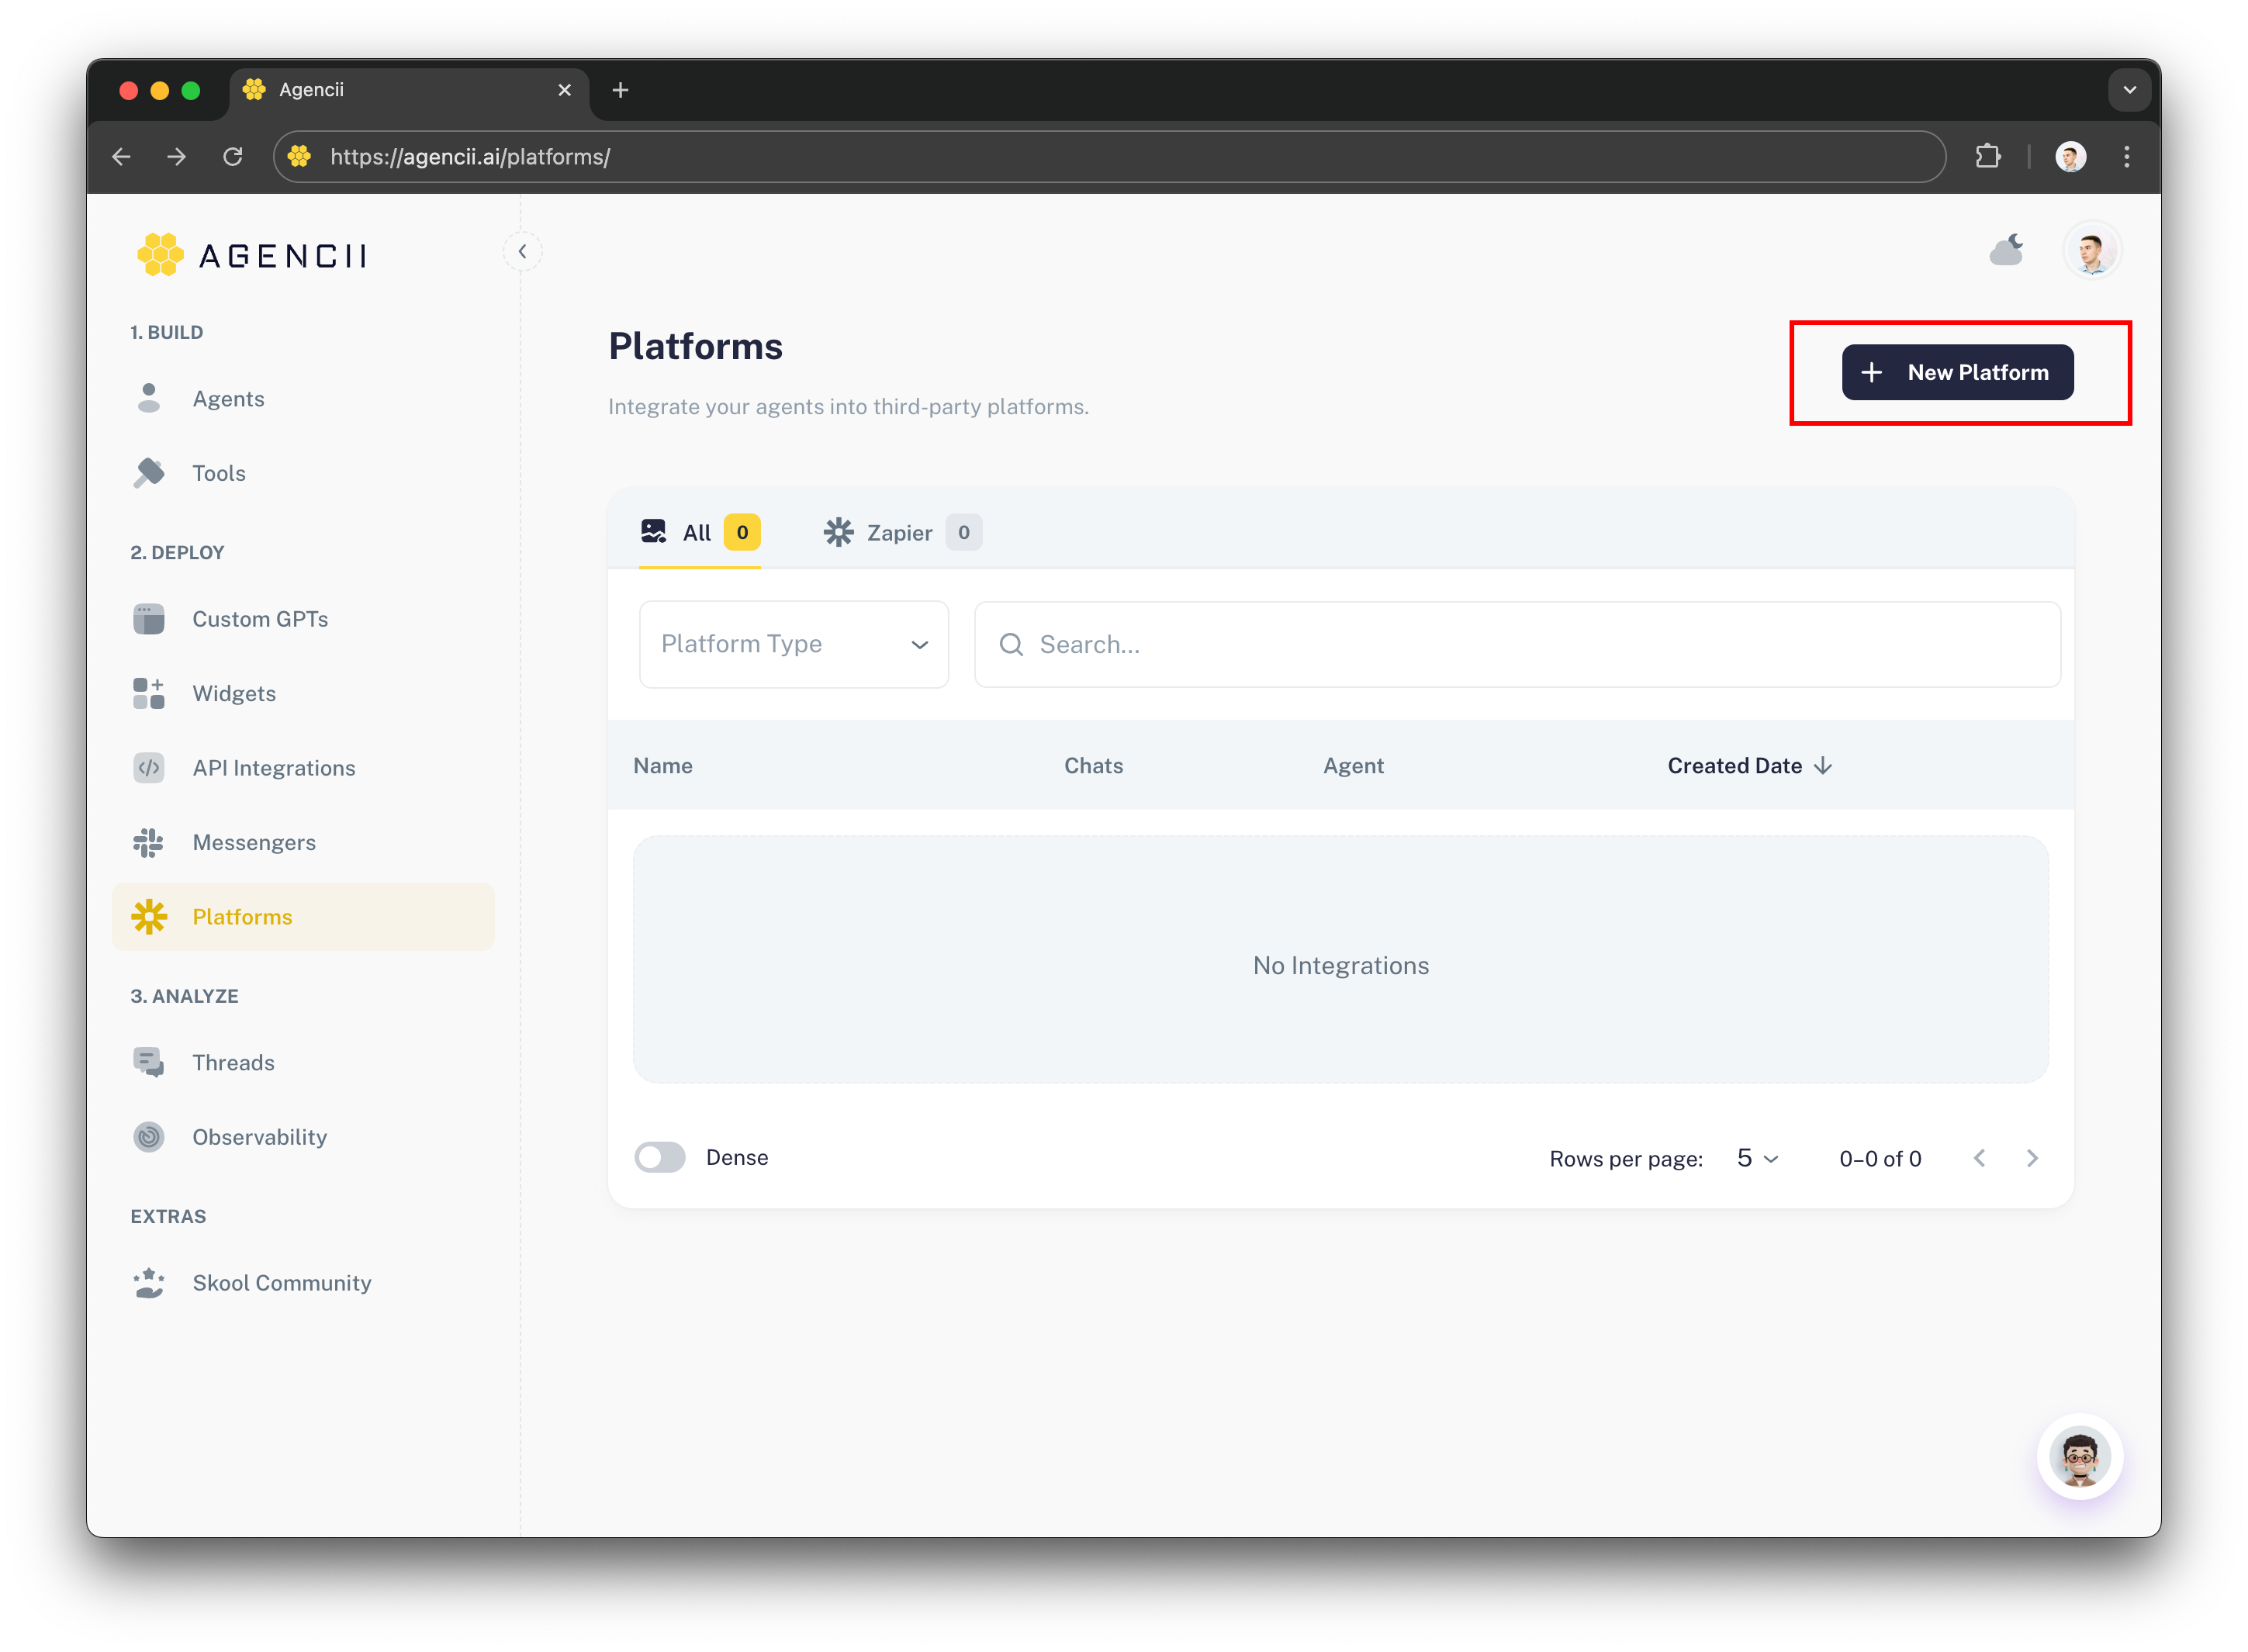 Agencii
https://agencii.ai/platforms/
AGENCII
1. BUILD
Agents
Tools
2. DEPLOY
Custom GPTs
Widgets
API Integrations
Messengers
Platforms
3. ANALYZE
Threads
Observability
EXTRAS
Skool Community
Platforms
New Platform
Integrate your agents into third-party platforms.
All 0 Zapier 0
Platform Type Search...
Name Chats Agent Created Date
No Integrations
Dense Rows per page: 5 0–0 of 0